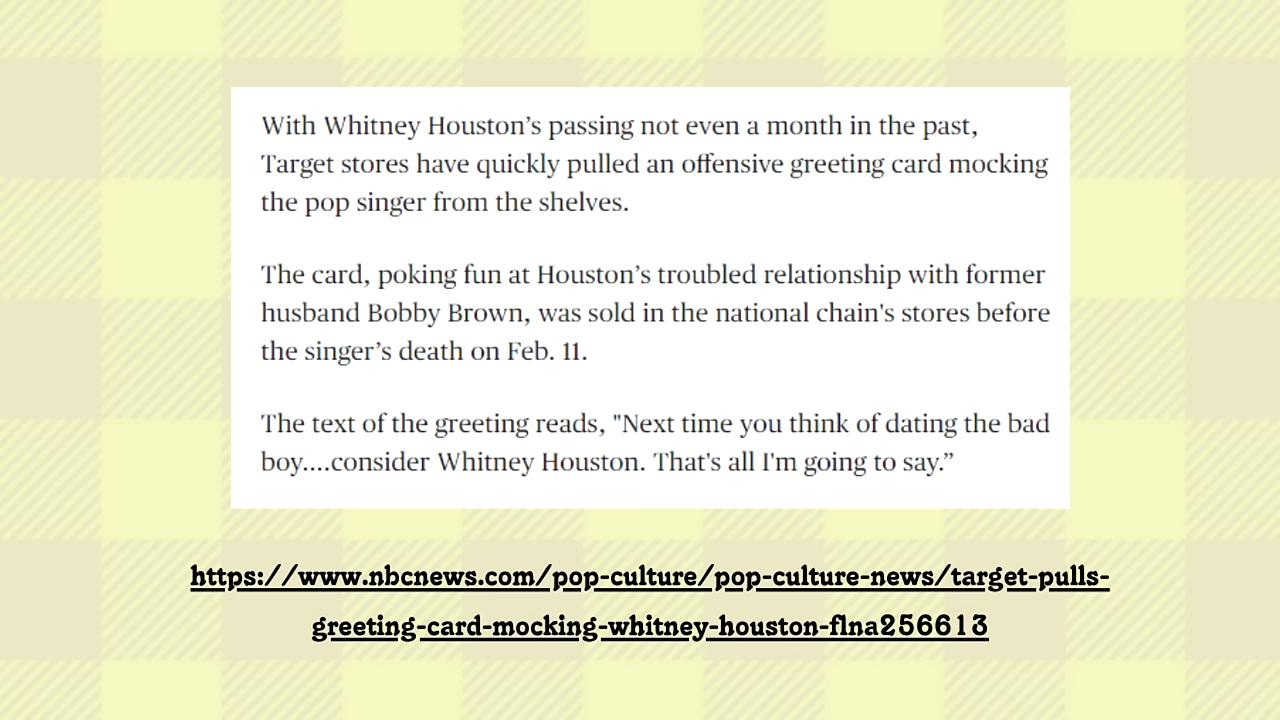 With Whitney Houston’s passing not even a month in the past,
Target stores have quickly pulled an offensive greeting card mocking
the pop singer from the shelves.
The card, poking fun at Houston’s troubled relationship with former
husband Bobby Brown, was sold in the national chain's stores before
the singer’s death on Feb. 11.
The text of the greeting reads, "Next time you think of dating the bad
boy....consider Whitney Houston. That's all I'm going to say.”
https://www.nbcnews.com/pop-culture/pop-culture-news/target-pulls-
greeting-card-mocking-whitney-houston-flna256613